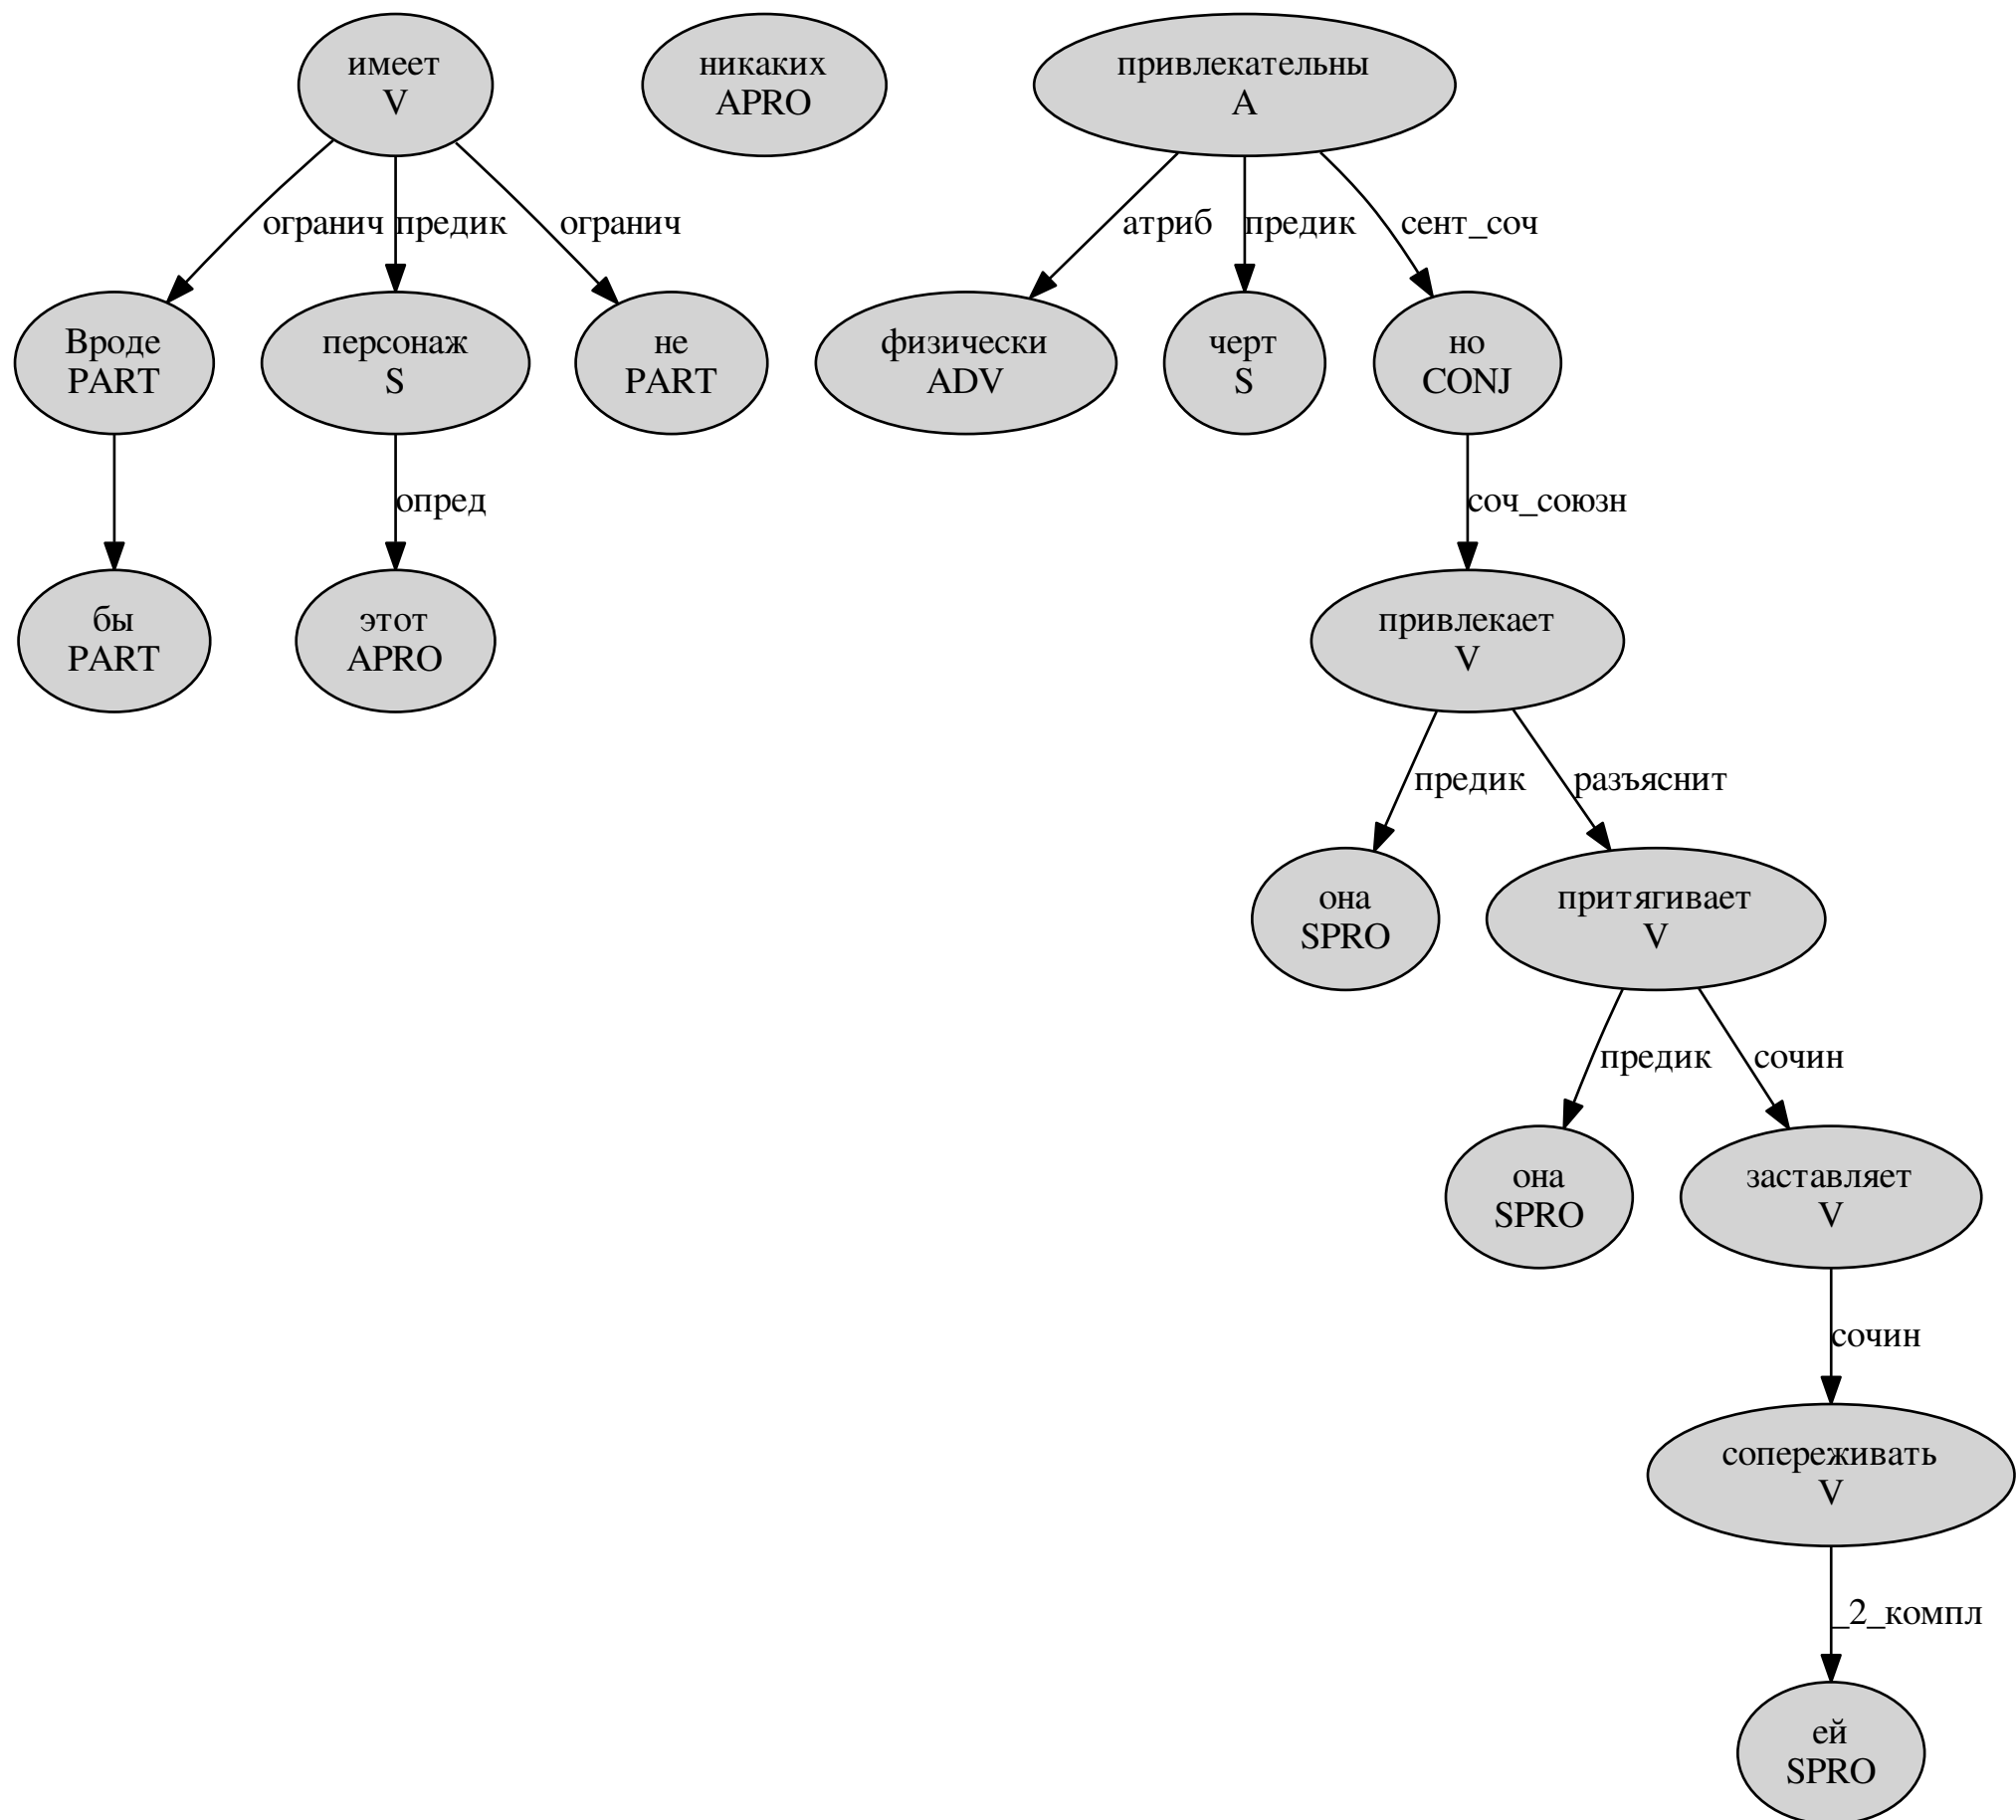 имеет
V
никаких
APRO
привлекательны
A
огранич
предик
огранич
атриб
предик
сент_соч
Вроде
PART
персонаж
S
не
PART
физически
ADV
черт
S
но
CONJ
опред
соч_союзн
бы
PART
этот
APRO
привлекает
V
предик
разъяснит
она
SPRO
притягивает
V
предик
сочин
она
SPRO
заставляет
V
сочин
сопереживать
V
_2_компл
ей
SPRO